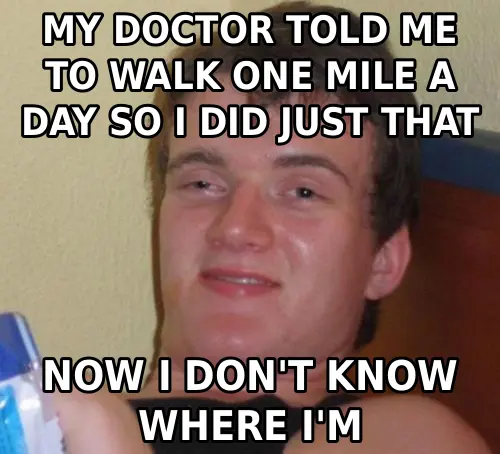 MY DOCTOR TOLD ME
TO WALK ONE MILE A
DAY SO I DID JUST THAT
NOW I DON'T KNOW
WHERE I'M